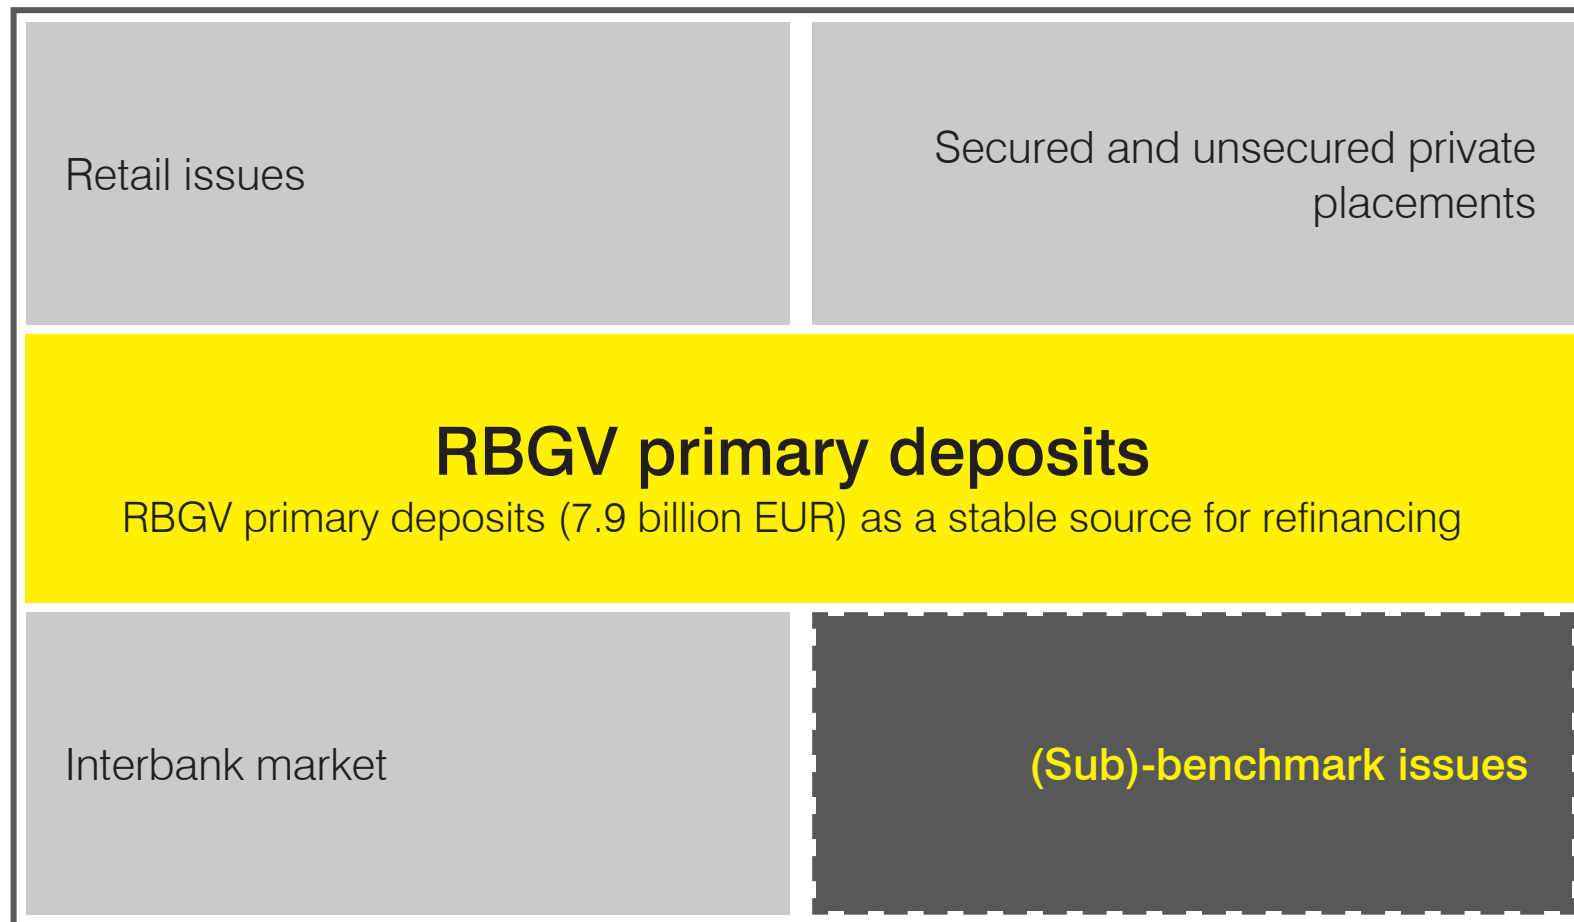 Retail issues
Secured and unsecured private
placements
RBGV primary deposits
RBGV primary deposits (7.9 billion EUR) as a stable source for refinancing
Interbank market
(Sub)-benchmark issues